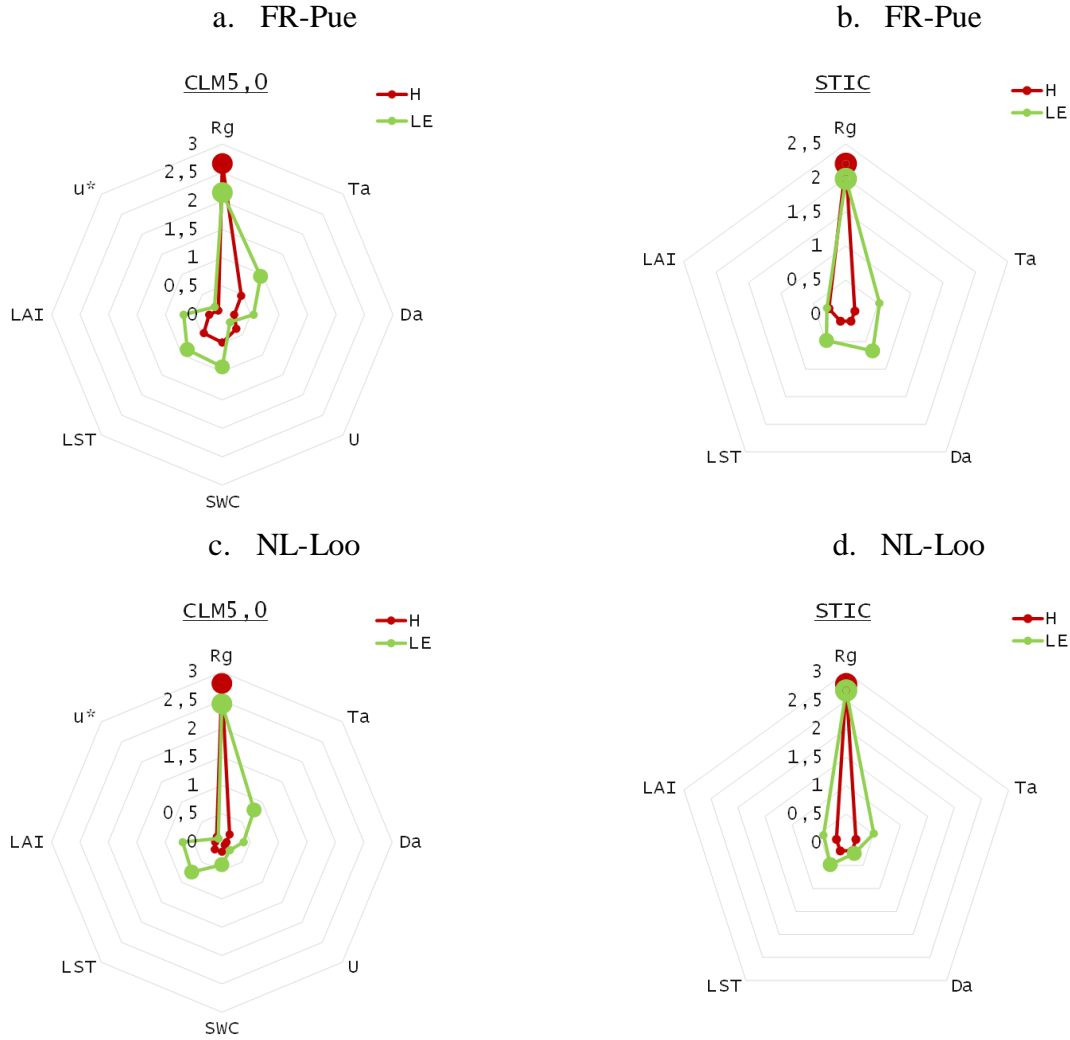 a. FR-Pue
b. FR-Pue
CLM5,0
H
LE
Rg
3
2,5
2
1,5
1
0,5
0
Ta
Da
U
SWC
LST
LAI
u*
STIC
H
LE
Rg
2,5
2
1,5
1
0,5
0
Ta
Da
LST
LAI
c. NL-Loo
d. NL-Loo
CLM5,0
H
LE
Rg
3
2,5
2
1,5
1
0,5
0
Ta
Da
U
SWC
LST
LAI
u*
STIC
H
LE
Rg
3
2,5
2
1,5
1
0,5
0
Ta
Da
LST
LAI